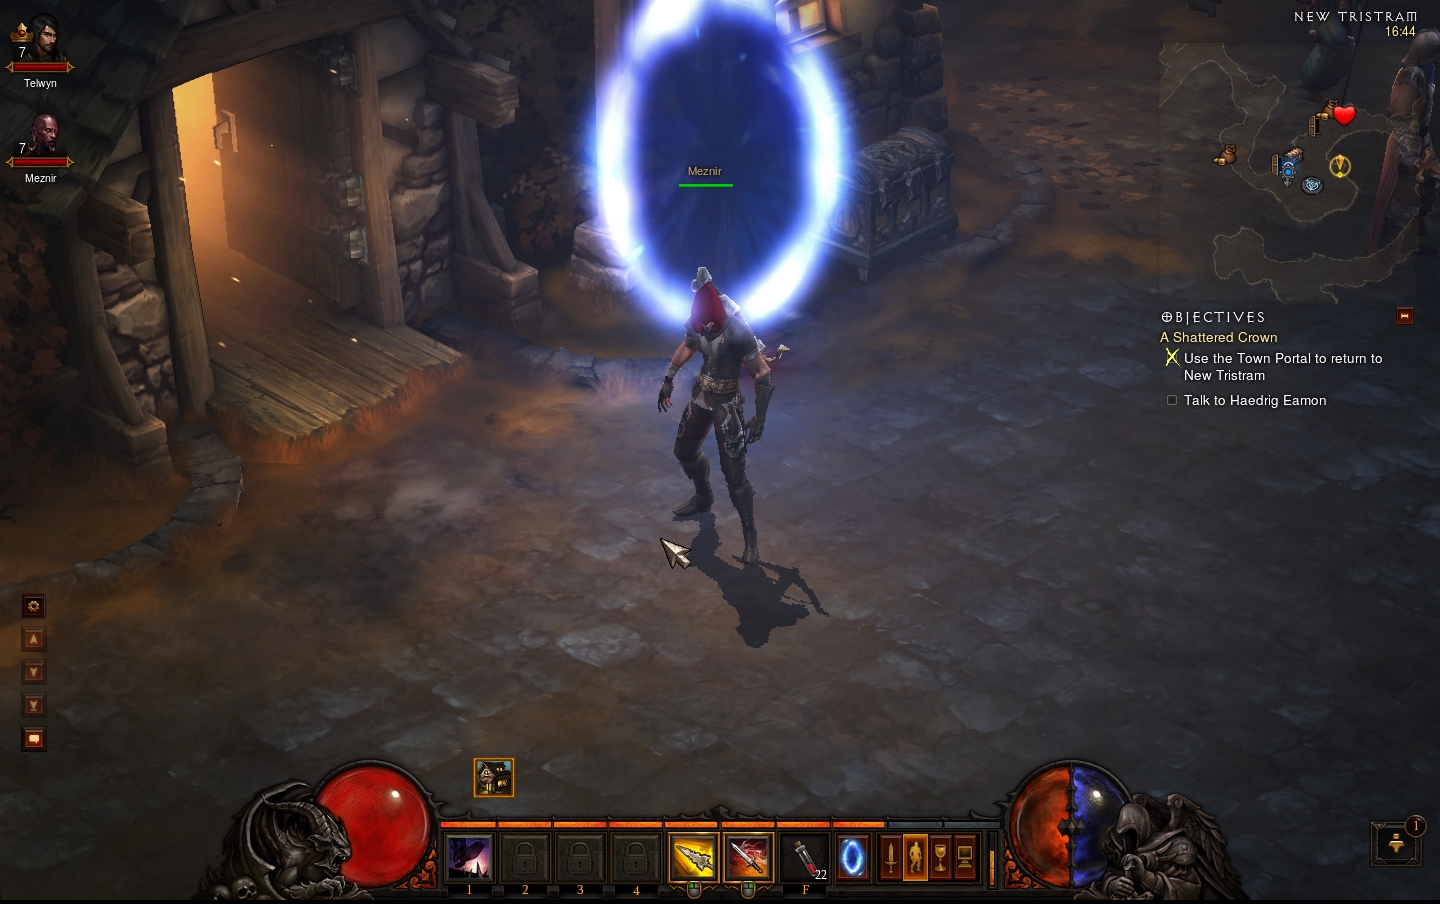 NEW TRISTRAM
16:44
7
Telwyn
7
Meznir
Meznir
OBJECTIVES
A Shattered Crown
Use the Town Portal to return to
New Tristram
Talk to Haedrig Eamon
1
22
1
2
3
4
F